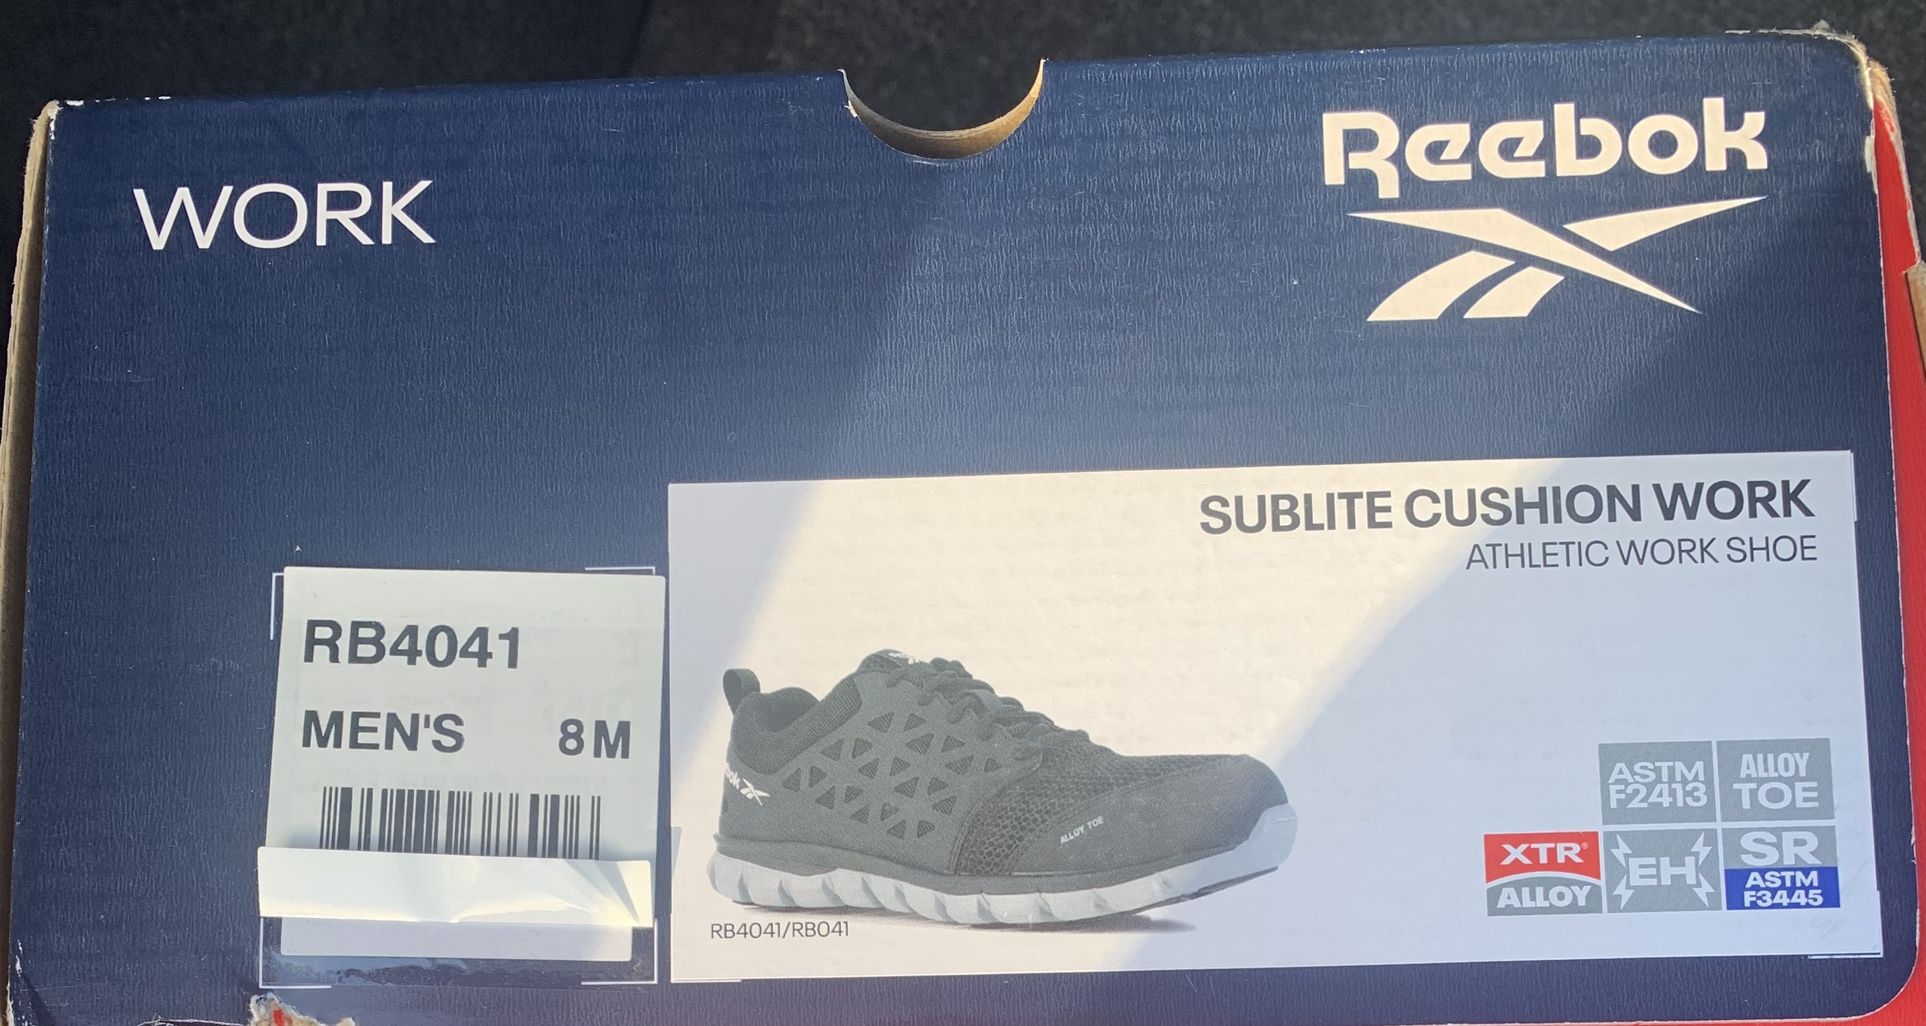 WORK
Reebok
SUBLITE CUSHION WORK
ATHLETIC WORK SHOE
RB4041
MEN'S 8 M
ALLOY TOE
RB4041/RB041
ASTM
F2413
ALLOY
TOE
XTR®
ALLOY
EH
SR
ASTM
F3445